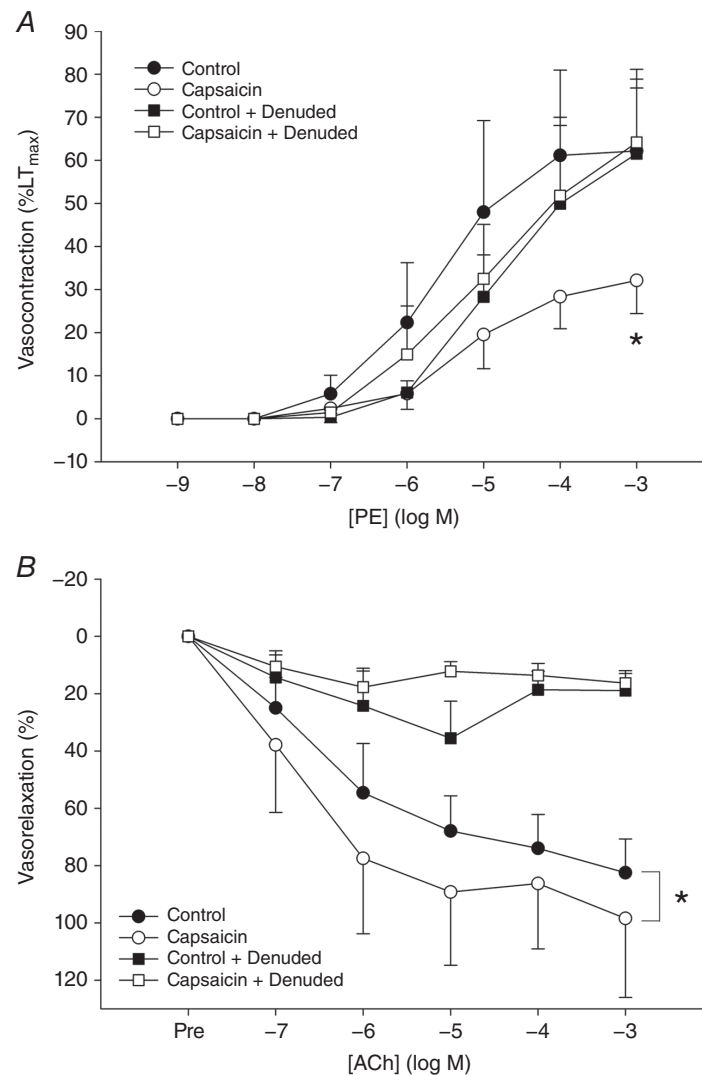 A
90
80
70
60
50
40
30
20
10
0
−10
Vasocontraction (%LTmax)
Control
Capsaicin
Control + Denuded
Capsaicin + Denuded
*
−9 −8 −7 −6 −5 −4 −3
[PE] (log M)
B
−20
0
20
40
60
80
100
120
Vasorelaxation (%)
*
Control
Capsaicin
Control + Denuded
Capsaicin + Denuded
Pre −7 −6 −5 −4 −3
[ACh] (log M)